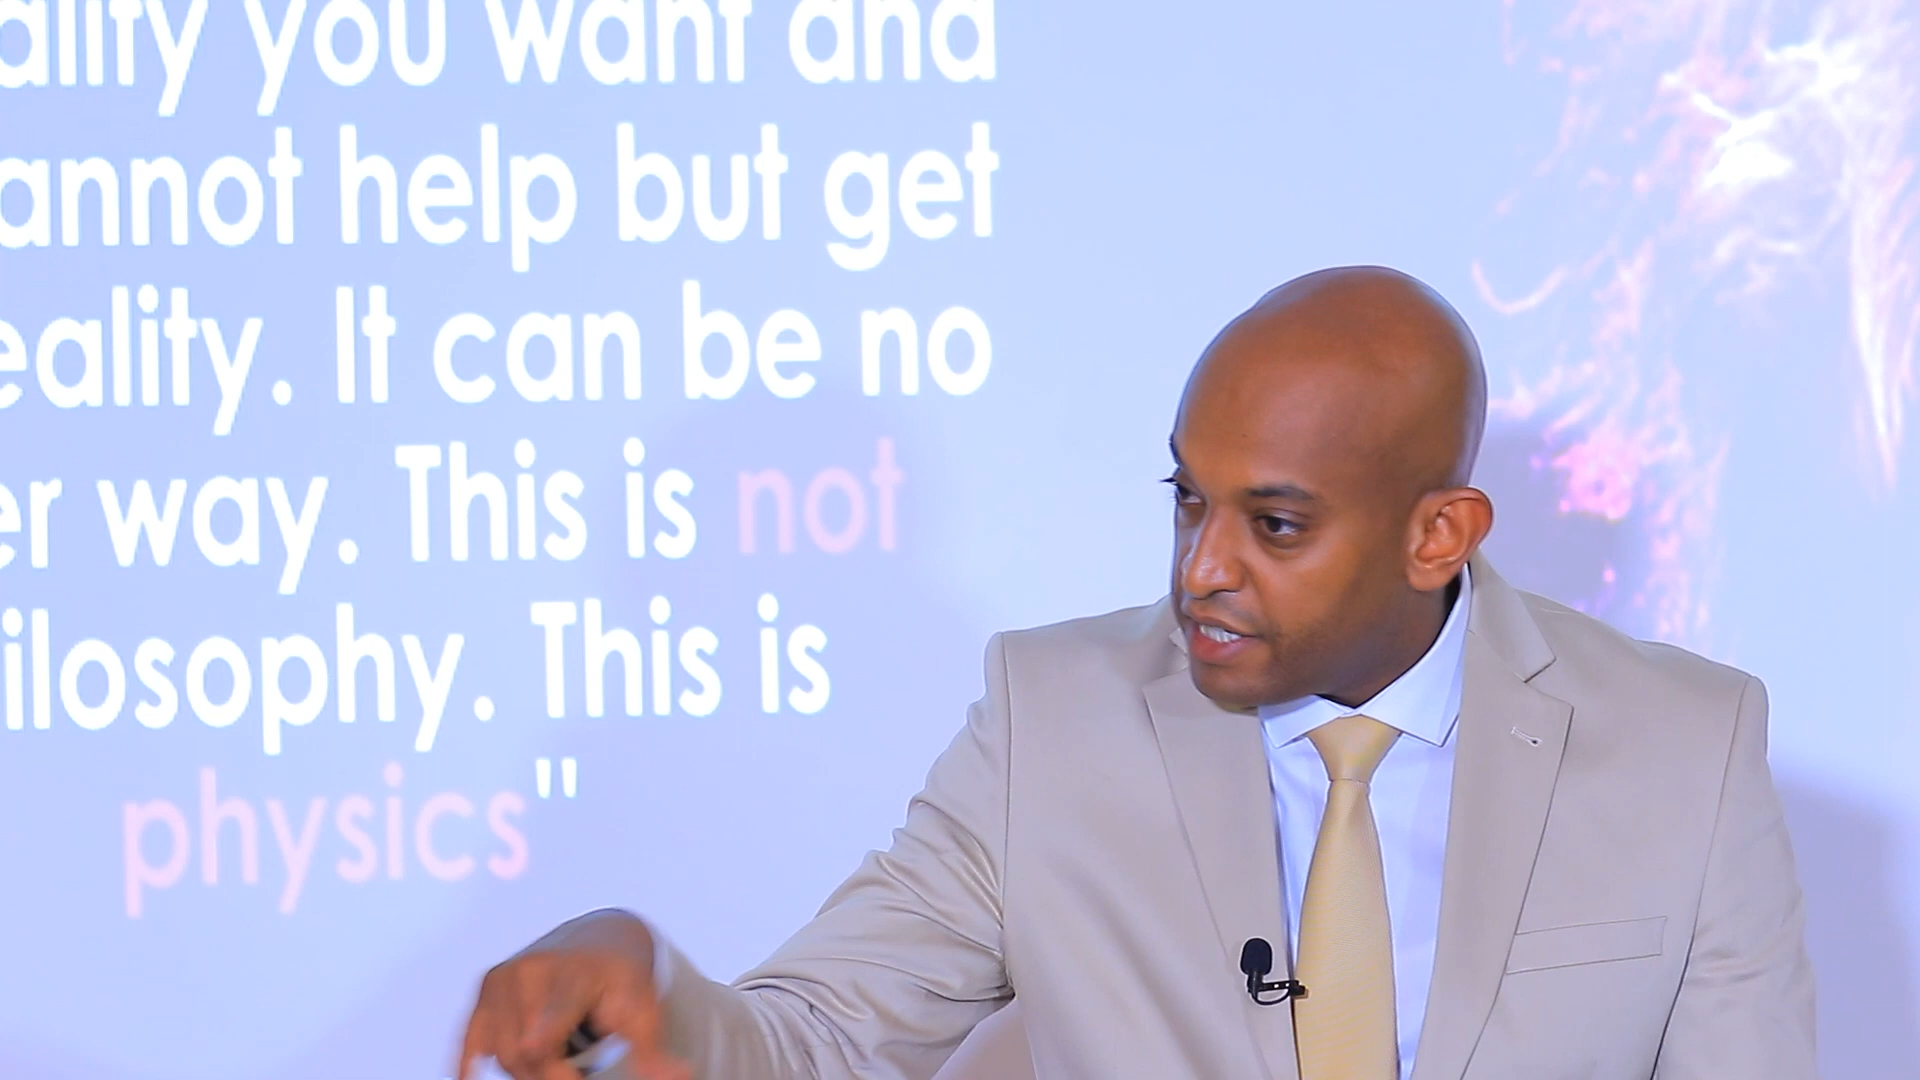 ality you want and
annot help but get
eality. It can be no
er way. This is not
ilosophy. This is
physics"